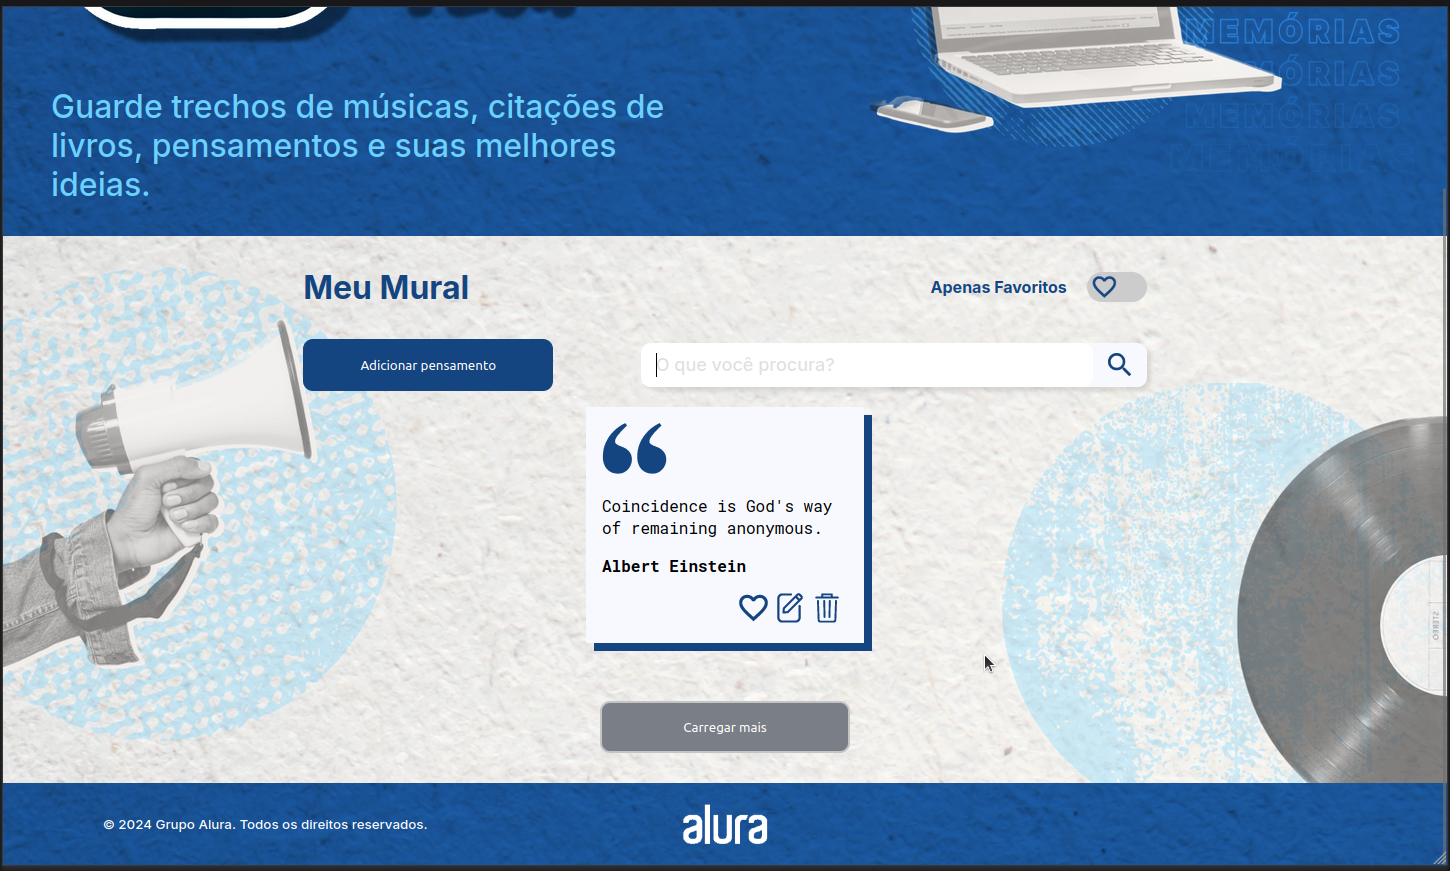 MEMÓRIAS
MEMÓRIAS
MEMÓRIAS
MEMÓRIAS
Guarde trechos de músicas, citações de
livros, pensamentos e suas melhores
ideias.
Meu Mural
Apenas Favoritos
Adicionar pensamento
O que você procura?
Coincidence is God's way
of remaining anonymous.
Albert Einstein
STEREO
Carregar mais
© 2024 Grupo Alura. Todos os direitos reservados.
alura